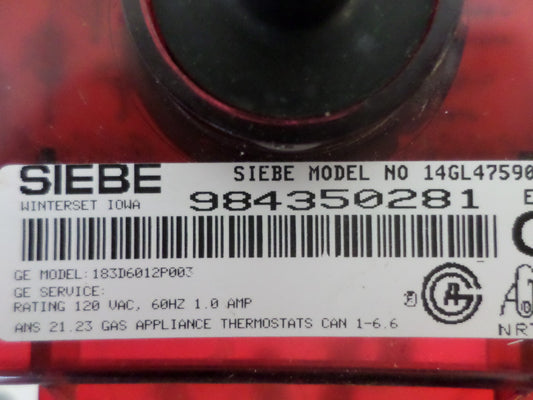 SIEBE SIEBE MODEL NO 14GL47590
WINTERSET IOWA 984350281
GE MODEL: 183D6012P003
GE SERVICE:
RATING 120 VAC, 60HZ 1.0 AMP
ANS 21.23 GAS APPLIANCE THERMOSTATS CAN 1-6.6